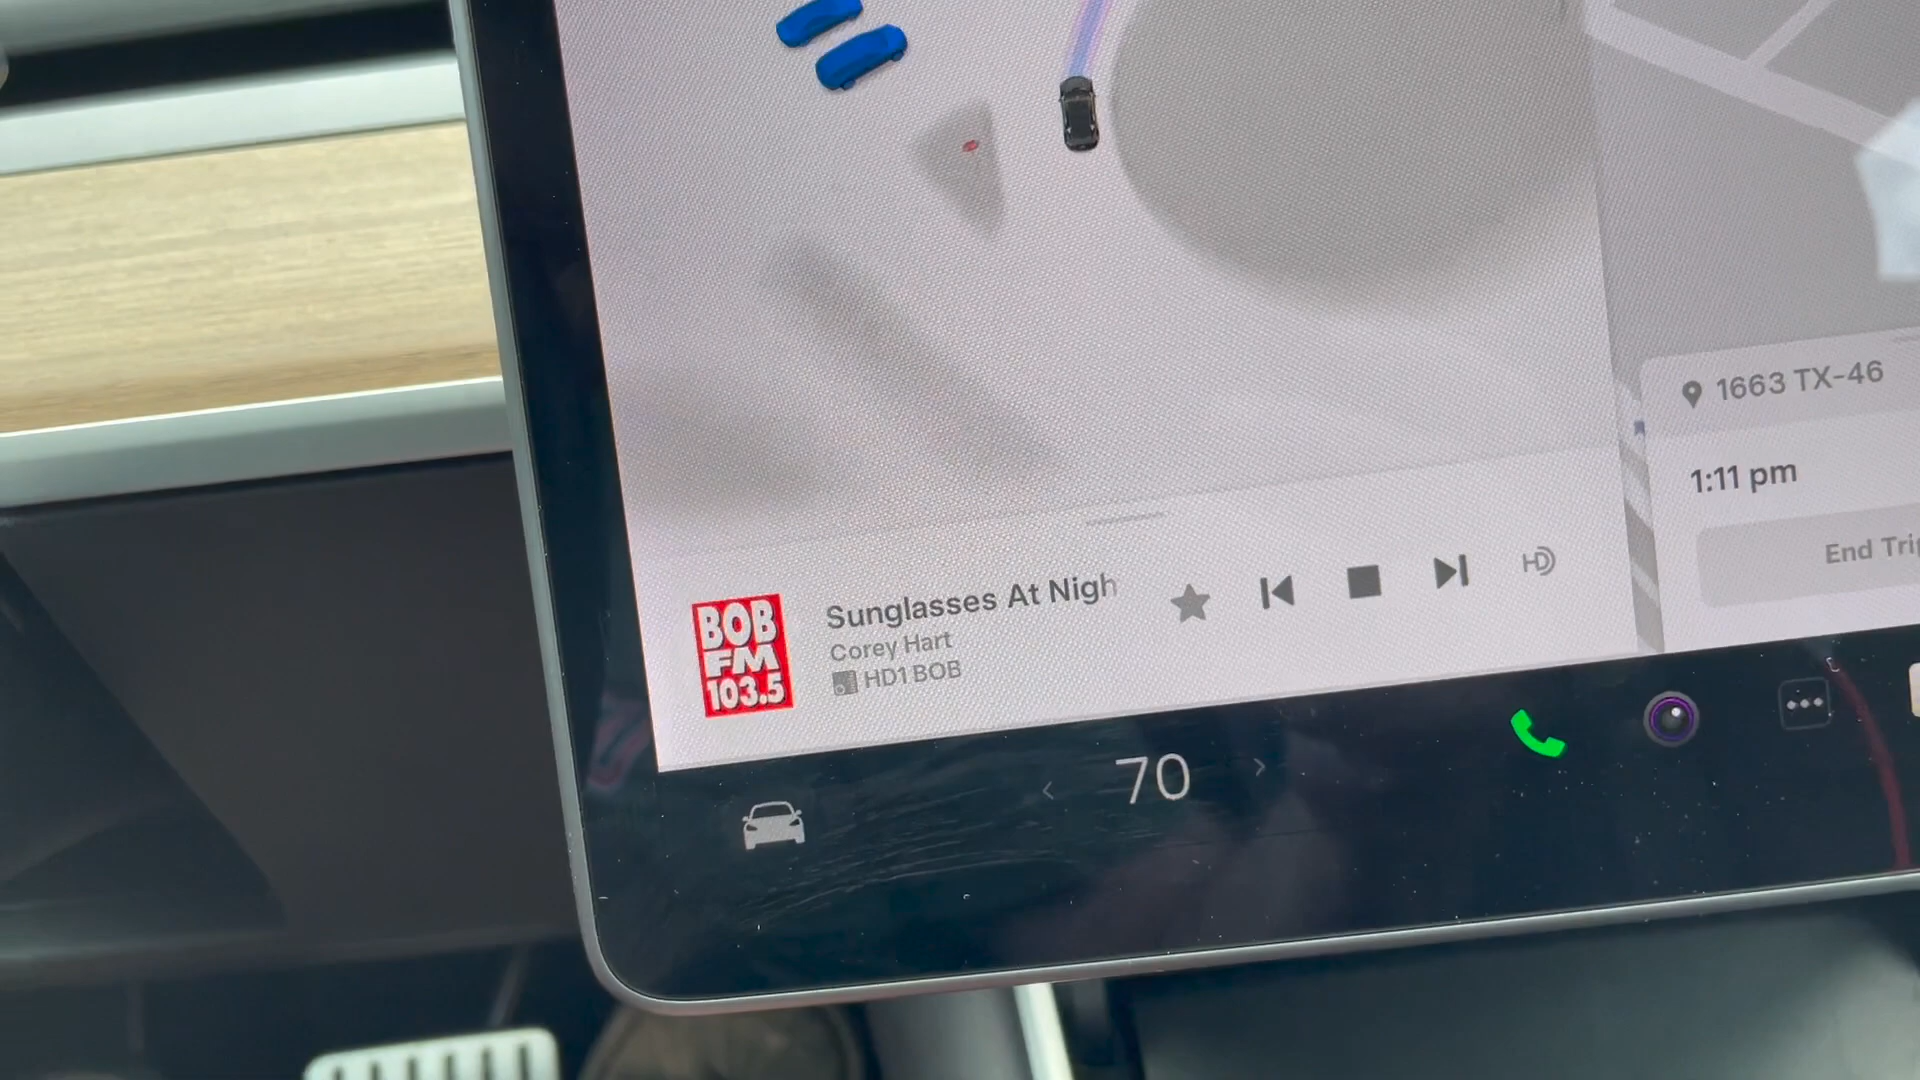 1663 TX-46
1:11 pm
End Tri
Sunglasses At Nigh
Corey Hart
HD1 BOB
BOB
FM
103.5
HD
70